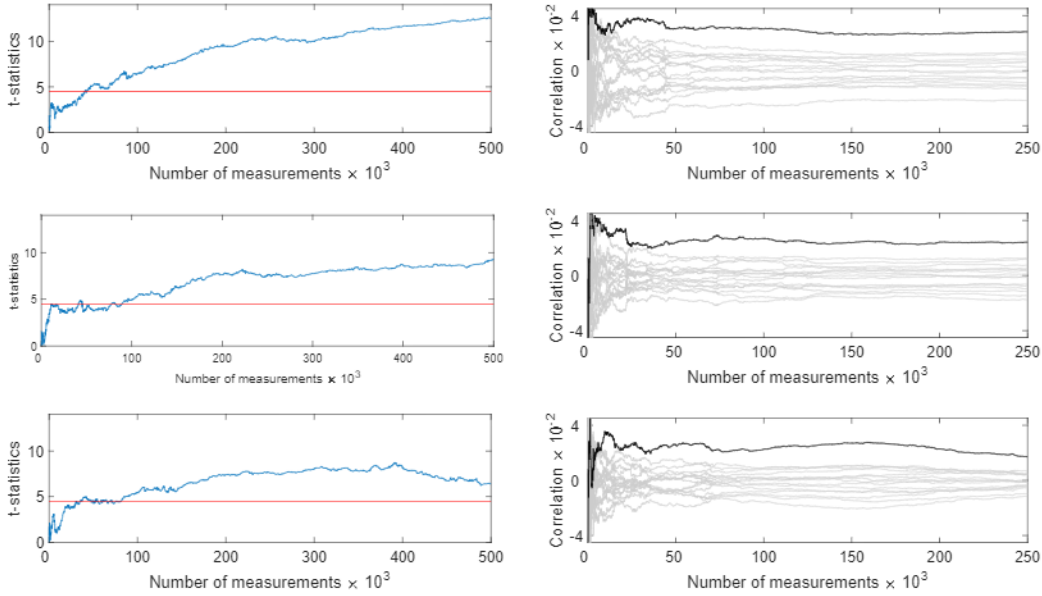 t-statistics
10
5
0
0 100 200 300 400 500
Number of measurements × 10³
Correlation × 10⁻²
4
0
-4
0 50 100 150 200 250
Number of measurements × 10³
t-statistics
10
5
0
0 100 200 300 400 500
Number of measurements × 10³
Correlation × 10⁻²
4
0
-4
0 50 100 150 200 250
Number of measurements × 10³
t-statistics
10
5
0
0 100 200 300 400 500
Number of measurements × 10³
Correlation × 10⁻²
4
0
-4
0 50 100 150 200 250
Number of measurements × 10³